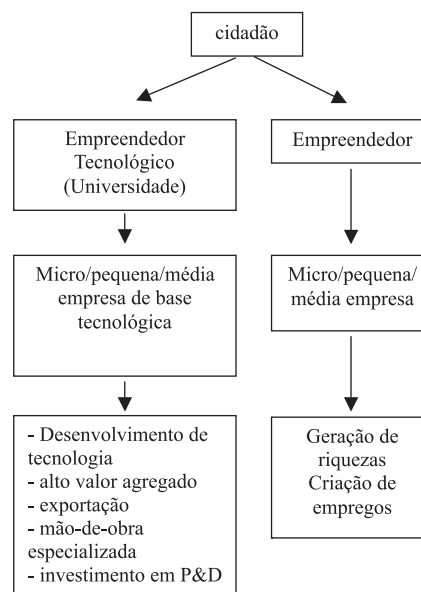 cidadão
Empreendedor
Tecnológico
(Universidade)
Empreendedor
Micro/pequena/média
empresa de base
tecnológica
Micro/pequena/
média empresa
- Desenvolvimento de
tecnologia
- alto valor agregado
- exportação
- mão-de-obra
especializada
- investimento em P&D
Geração de
riquezas
Criação de
empregos